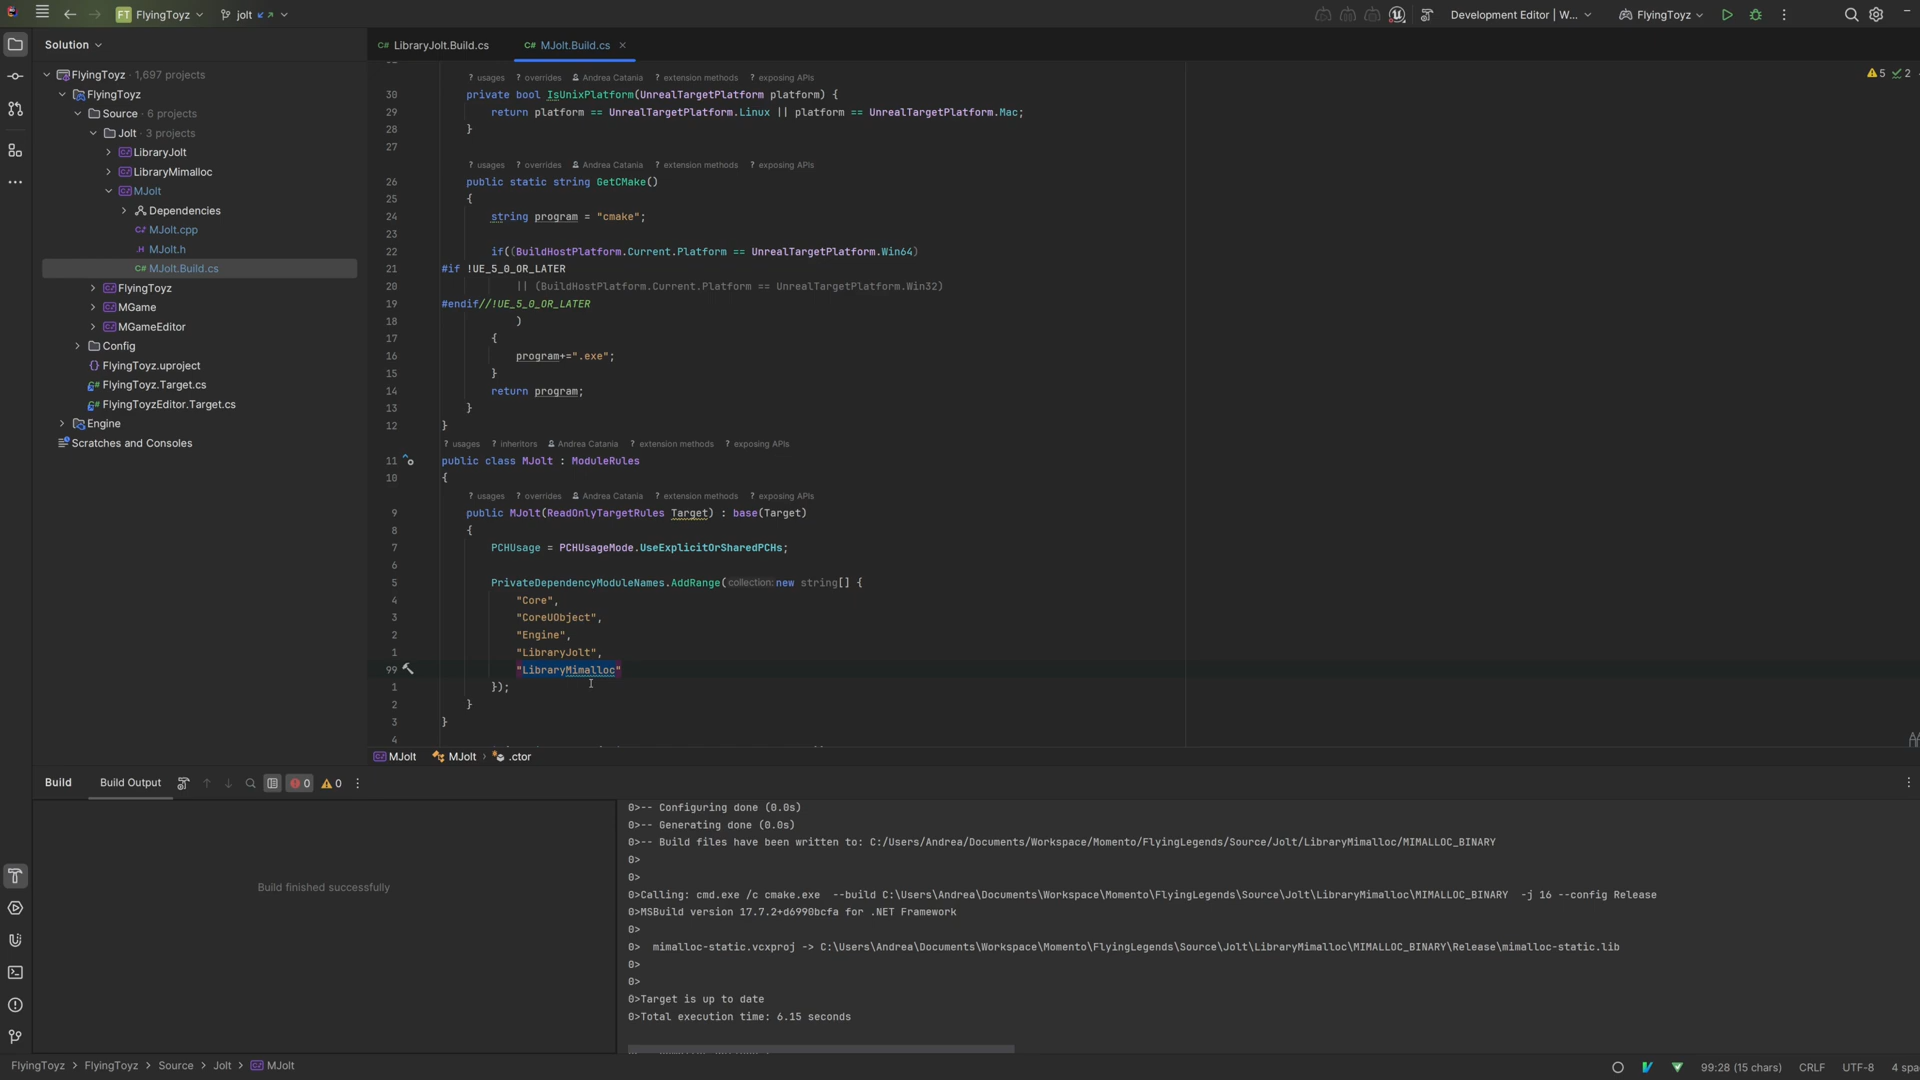 FT FlyingToyz
jolt
Development Editor | W...
FlyingToyz
Solution
LibraryJolt.Build.cs
MJolt.Build.cs
FlyingToyz · 1,697 projects
FlyingToyz
Source · 6 projects
Jolt · 3 projects
LibraryJolt
LibraryMimalloc
MJolt
Dependencies
MJolt.cpp
MJolt.h
MJolt.Build.cs
FlyingToyz
MGame
MGameEditor
Config
FlyingToyz.uproject
FlyingToyz.Target.cs
FlyingToyzEditor.Target.cs
Engine
Scratches and Consoles
5 2
? usages ? overrides Andrea Catania ? extension methods ? exposing APIs
30 private bool IsUnixPlatform(UnrealTargetPlatform platform) {
29 return platform == UnrealTargetPlatform.Linux || platform == UnrealTargetPlatform.Mac;
28 }
27
? usages ? overrides Andrea Catania ? extension methods ? exposing APIs
26 public static string GetCMake()
25 {
24 string program = "cmake";
23
22 if((BuildHostPlatform.Current.Platform == UnrealTargetPlatform.Win64)
21 #if !UE_5_0_OR_LATER
20 || (BuildHostPlatform.Current.Platform == UnrealTargetPlatform.Win32)
19 #endif//!UE_5_0_OR_LATER
18 )
17 {
16 program+=".exe";
15 }
14 return program;
13 }
12 }
? usages ? inheritors Andrea Catania ? extension methods ? exposing APIs
11 public class MJolt : ModuleRules
10 {
? usages ? overrides Andrea Catania ? extension methods ? exposing APIs
9 public MJolt(ReadOnlyTargetRules Target) : base(Target)
8 {
7 PCHUsage = PCHUsageMode.UseExplicitOrSharedPCHs;
6
5 PrivateDependencyModuleNames.AddRange(collection: new string[] {
4 "Core",
3 "CoreUObject",
2 "Engine",
1 "LibraryJolt",
99 "LibraryMimalloc"
1 });
2 }
3 }
4
MJolt MJolt › .ctor
Build Build Output 0 0
Build finished successfully
0>-- Configuring done (0.0s)
0>-- Generating done (0.0s)
0>-- Build files have been written to: C:/Users/Andrea/Documents/Workspace/Momento/FlyingLegends/Source/Jolt/LibraryMimalloc/MIMALLOC_BINARY
0>
0>
0>Calling: cmd.exe /c cmake.exe  --build C:\Users\Andrea\Documents\Workspace\Momento\FlyingLegends\Source\Jolt\LibraryMimalloc\MIMALLOC_BINARY  -j 16 --config Release
0>MSBuild version 17.7.2+d6990bcfa for .NET Framework
0>
0>  mimalloc-static.vcxproj -> C:\Users\Andrea\Documents\Workspace\Momento\FlyingLegends\Source\Jolt\LibraryMimalloc\MIMALLOC_BINARY\Release\mimalloc-static.lib
0>
0>
0>Target is up to date
0>Total execution time: 6.15 seconds
FlyingToyz › FlyingToyz › Source › Jolt › MJolt
99:28 (15 chars) CRLF UTF-8 4 spa